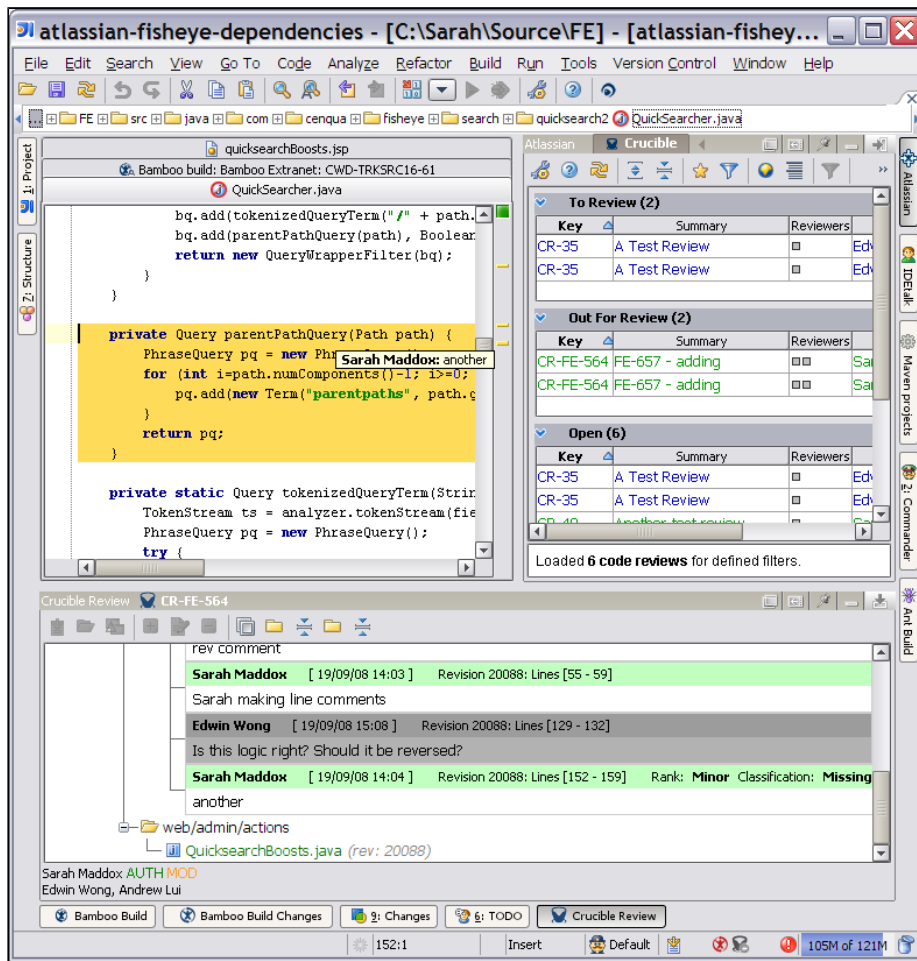 atlassian-fisheye-dependencies - [C:\Sarah\Source\FE] - [atlassian-fishey...
File Edit Search View Go To Code Analyze Refactor Build Run Tools Version Control Window Help
... FE src java com cenqua fisheye search quicksearch2 QuickSearcher.java
1: Project
7: Structure
quicksearchBoosts.jsp
Bamboo build: Bamboo Extranet: CWD-TRKSRC16-61
QuickSearcher.java
bq.add(tokenizedQueryTerm("/" + path.
bq.add(parentPathQuery(path), Boolean
return new QueryWrapperFilter(bq);
}
}
private Query parentPathQuery(Path path) {
PhraseQuery pq = new Phr
Sarah Maddox: another
for (int i=path.numComponents()-1; i>=0;
pq.add(new Term("parentpaths", path.g
}
return pq;
}
private static Query tokenizedQueryTerm(Strin
TokenStream ts = analyzer.tokenStream(fie
PhraseQuery pq = new PhraseQuery();
try {
Atlassian Crucible
To Review (2)
Key Summary Reviewers
CR-35 A Test Review Edv
CR-35 A Test Review Edv
Out For Review (2)
Key Summary Reviewers
CR-FE-564 FE-657 - adding Sar
CR-FE-564 FE-657 - adding Sar
Open (6)
Key Summary Reviewers
CR-35 A Test Review Edv
CR-35 A Test Review Edv
CR-40 Another test review
Loaded 6 code reviews for defined filters.
Atlassian
IDEtalk
Maven projects
2: Commander
Ant Build
Crucible Review CR-FE-564
rev comment
Sarah Maddox [ 19/09/08 14:03 ] Revision 20088: Lines [55 - 59]
Sarah making line comments
Edwin Wong [ 19/09/08 15:08 ] Revision 20088: Lines [129 - 132]
Is this logic right? Should it be reversed?
Sarah Maddox [ 19/09/08 14:04 ] Revision 20088: Lines [152 - 159] Rank: Minor Classification: Missing
another
web/admin/actions
QuicksearchBoosts.java (rev: 20088)
Sarah Maddox AUTH MOD
Edwin Wong, Andrew Lui
Bamboo Build Bamboo Build Changes 9: Changes 6: TODO Crucible Review
152:1 Insert Default 105M of 121M